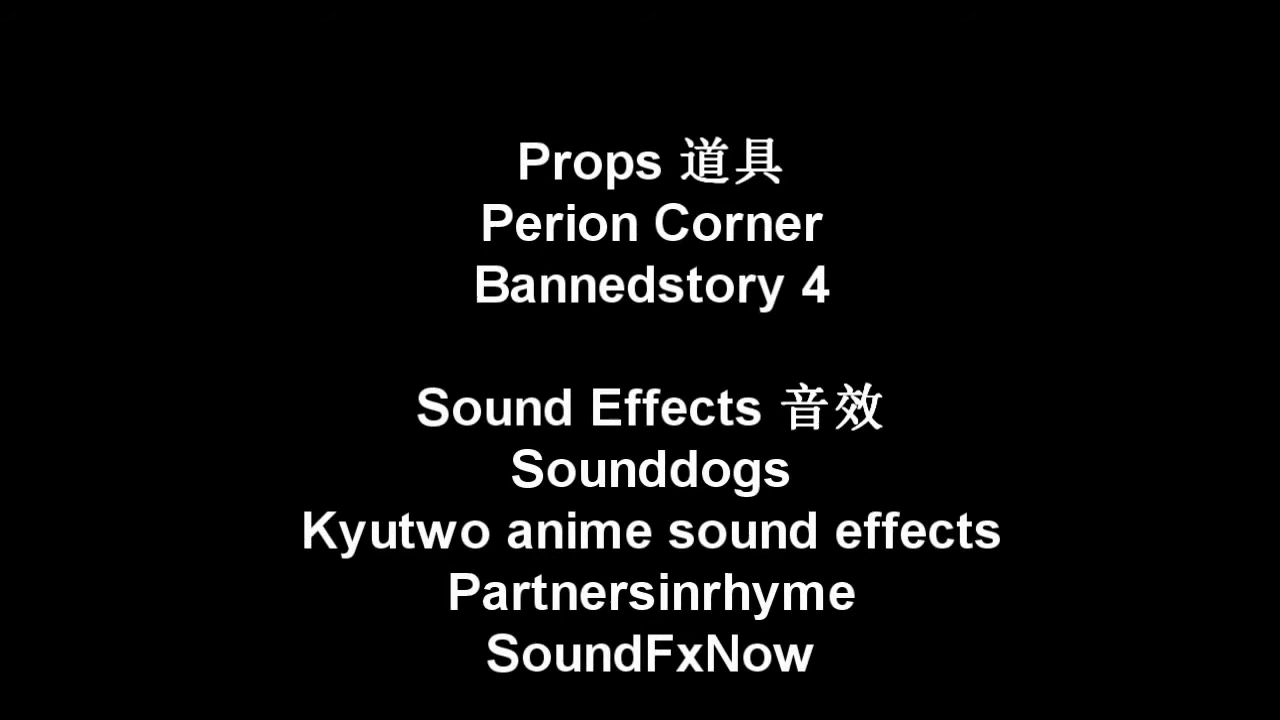 Props 道具
Perion Corner
Bannedstory 4
Sound Effects 音效
Sounddogs
Kyutwo anime sound effects
Partnersinrhyme
SoundFxNow